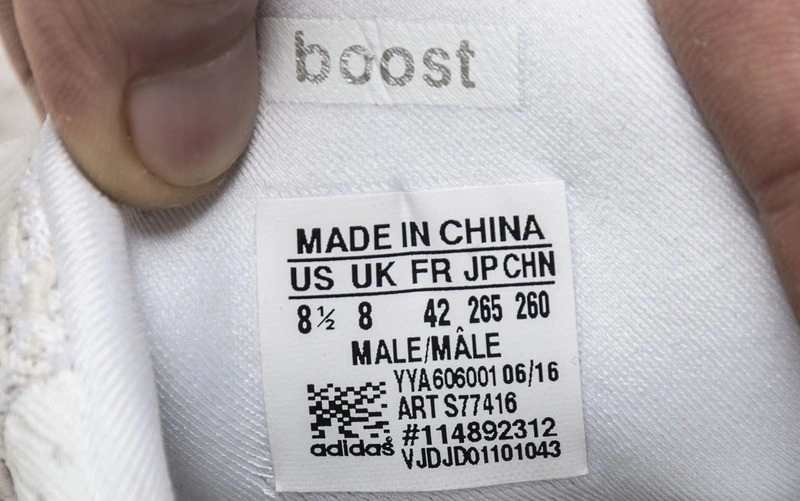 boost
MADE IN CHINA
US UK FR JP CHN
8½ 8 42 265 260
MALE/MÂLE
YYA606001 06/16
ART S77416
#114892312
adidas®
VJDJD01101043